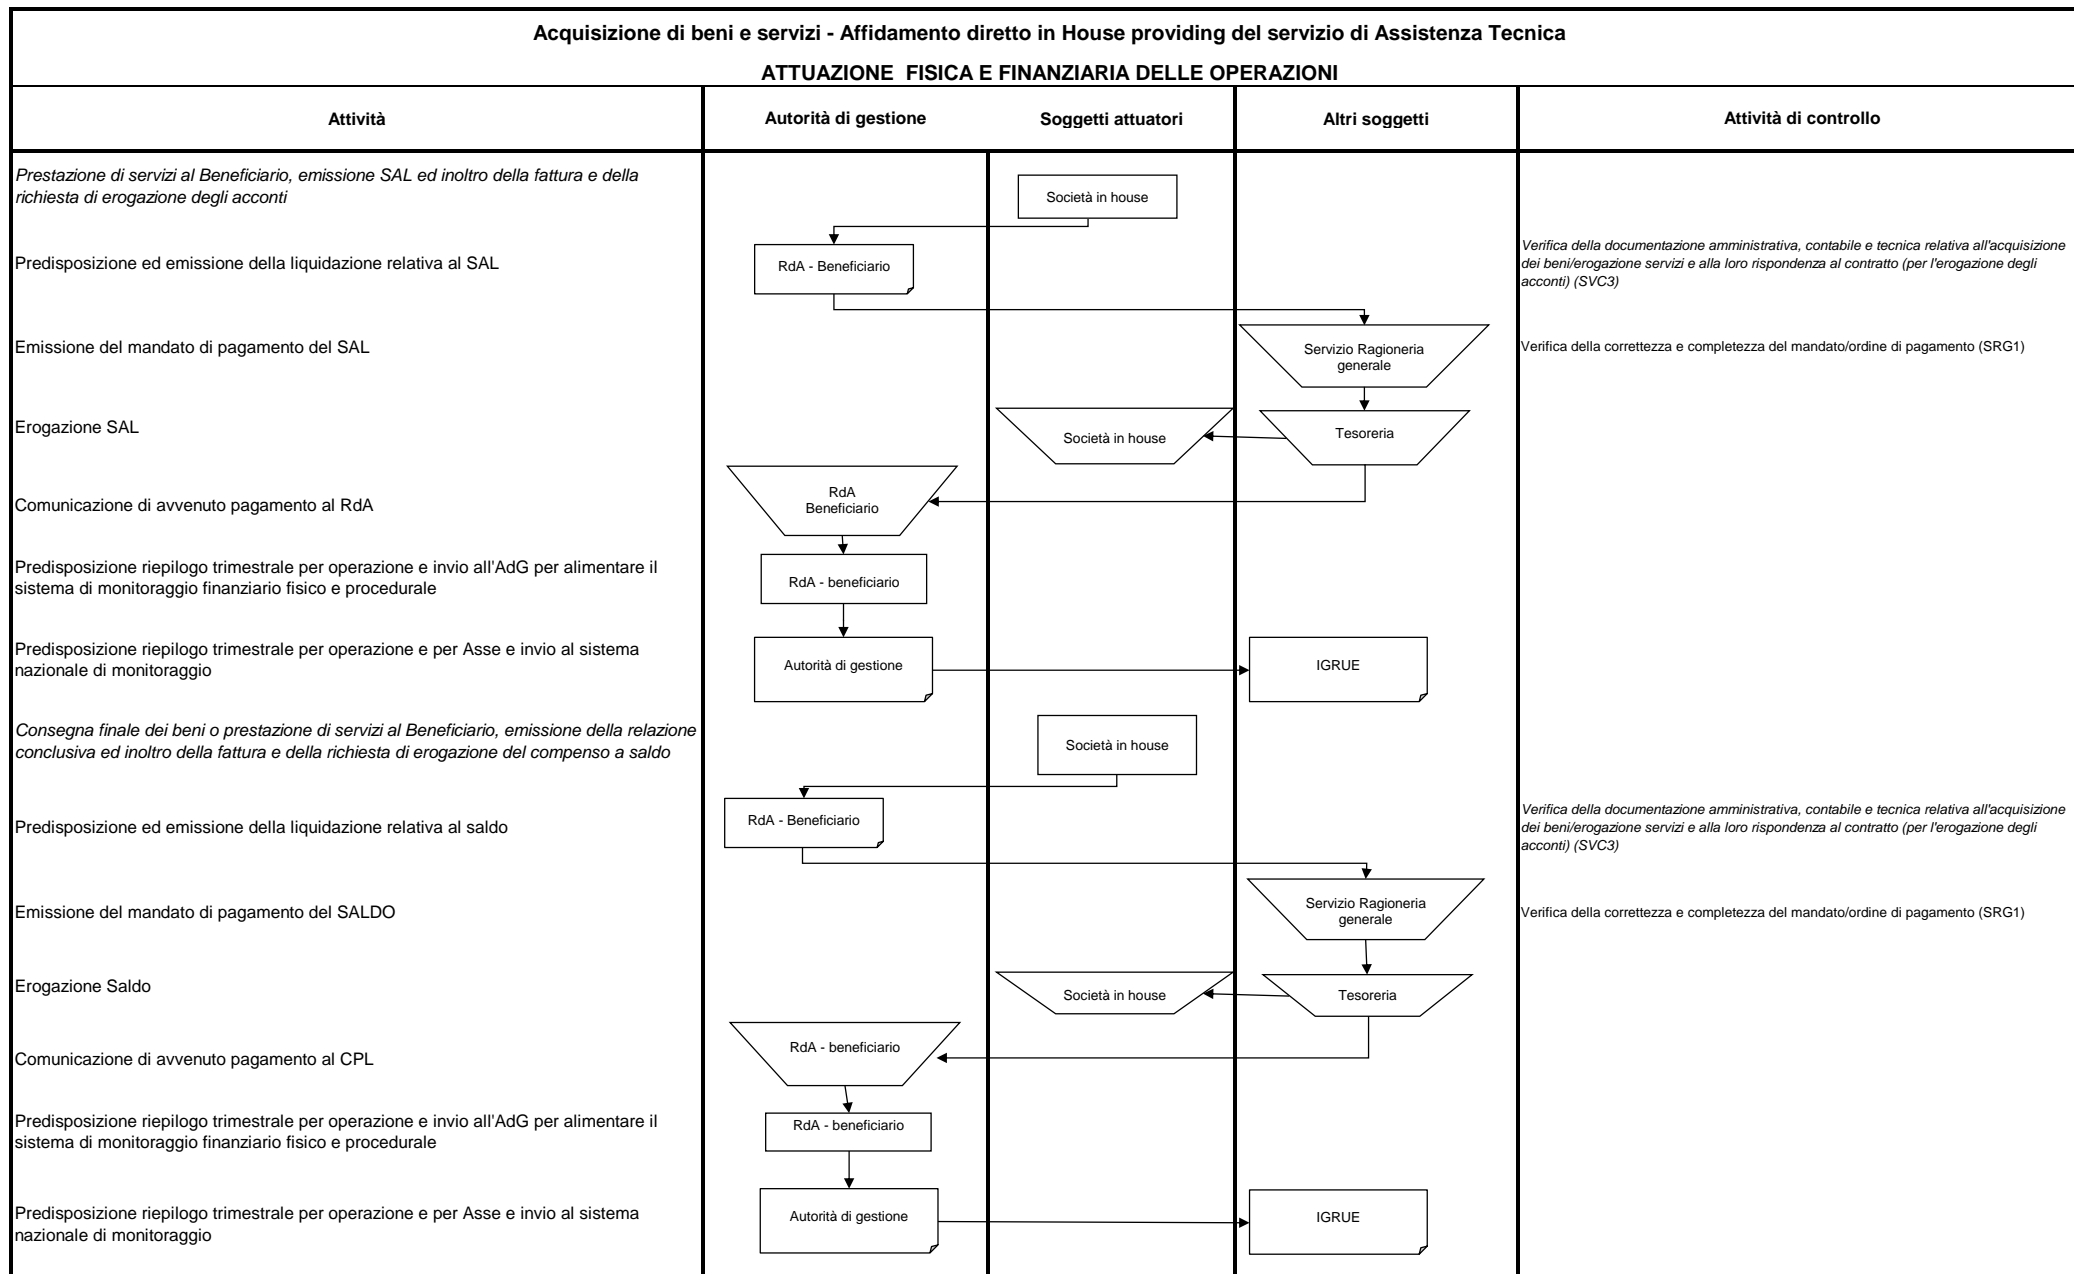 Acquisizione di beni e servizi - Affidamento diretto in House providing del servizio di Assistenza Tecnica
ATTUAZIONE FISICA E FINANZIARIA DELLE OPERAZIONI
Attività
Autorità di gestione
Soggetti attuatori
Altri soggetti
Attività di controllo
Prestazione di servizi al Beneficiario, emissione SAL ed inoltro della fattura e della
richiesta di erogazione degli acconti
Società in house
Predisposizione ed emissione della liquidazione relativa al SAL
RdA - Beneficiario
Verifica della documentazione amministrativa, contabile e tecnica relativa all'acquisizione
dei beni/erogazione servizi e alla loro rispondenza al contratto (per l'erogazione degli
acconti) (SVC3)
Emissione del mandato di pagamento del SAL
Servizio Ragioneria
generale
Verifica della correttezza e completezza del mandato/ordine di pagamento (SRG1)
Erogazione SAL
Società in house
Tesoreria
Comunicazione di avvenuto pagamento al RdA
RdA
Beneficiario
Predisposizione riepilogo trimestrale per operazione e invio all'AdG per alimentare il
sistema di monitoraggio finanziario fisico e procedurale
RdA - beneficiario
Predisposizione riepilogo trimestrale per operazione e per Asse e invio al sistema
nazionale di monitoraggio
Autorità di gestione
IGRUE
Consegna finale dei beni o prestazione di servizi al Beneficiario, emissione della relazione
conclusiva ed inoltro della fattura e della richiesta di erogazione del compenso a saldo
Società in house
Predisposizione ed emissione della liquidazione relativa al saldo
RdA - Beneficiario
Verifica della documentazione amministrativa, contabile e tecnica relativa all'acquisizione
dei beni/erogazione servizi e alla loro rispondenza al contratto (per l'erogazione degli
acconti) (SVC3)
Emissione del mandato di pagamento del SALDO
Servizio Ragioneria
generale
Verifica della correttezza e completezza del mandato/ordine di pagamento (SRG1)
Erogazione Saldo
Società in house
Tesoreria
Comunicazione di avvenuto pagamento al CPL
RdA - beneficiario
Predisposizione riepilogo trimestrale per operazione e invio all'AdG per alimentare il
sistema di monitoraggio finanziario fisico e procedurale
RdA - beneficiario
Predisposizione riepilogo trimestrale per operazione e per Asse e invio al sistema
nazionale di monitoraggio
Autorità di gestione
IGRUE